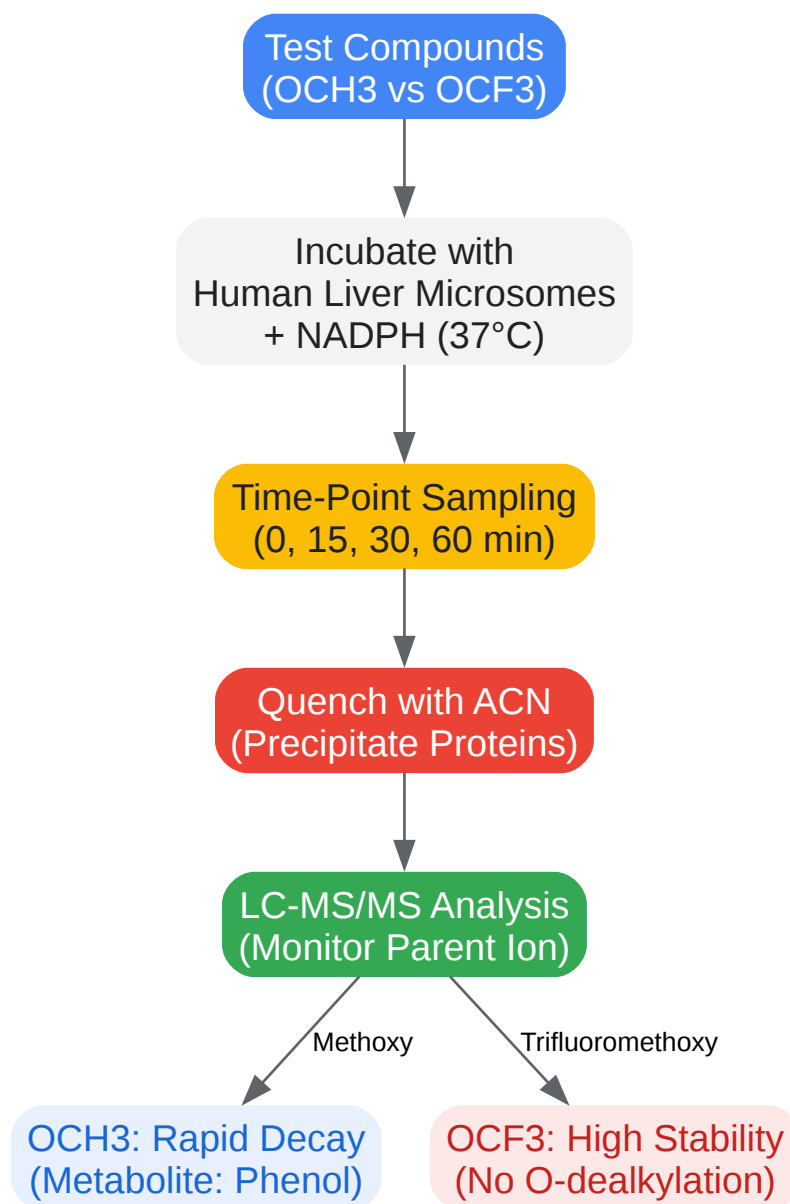 Test Compounds
(OCH3 vs OCF3)
Incubate with
Human Liver Microsomes
+ NADPH (37°C)
Time-Point Sampling
(0, 15, 30, 60 min)
Quench with ACN
(Precipitate Proteins)
LC-MS/MS Analysis
(Monitor Parent Ion)
Methoxy
Trifluoromethoxy
OCH3: Rapid Decay
(Metabolite: Phenol)
OCF3: High Stability
(No O-dealkylation)